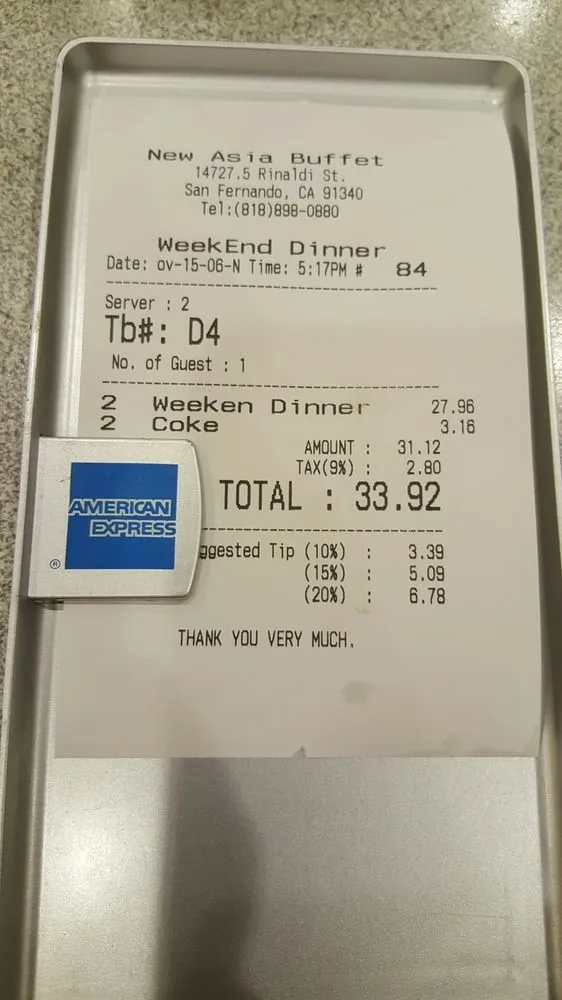 New Asia Buffet
14727.5 Rinaldi St.
San Fernando, CA 91340
Tel:(818)898-0880
WeekEnd Dinner
Date: ov-15-06-N Time: 5:17PM # 84
Server : 2
Tb#: D4
No. of Guest : 1
2 Weeken Dinner 27.96
2 Coke 3.16
AMOUNT : 31.12
TAX(9%) : 2.80
TOTAL : 33.92
AMERICAN
EXPRESS
®
ggested Tip (10%) : 3.39
(15%) : 5.09
(20%) : 6.78
THANK YOU VERY MUCH.